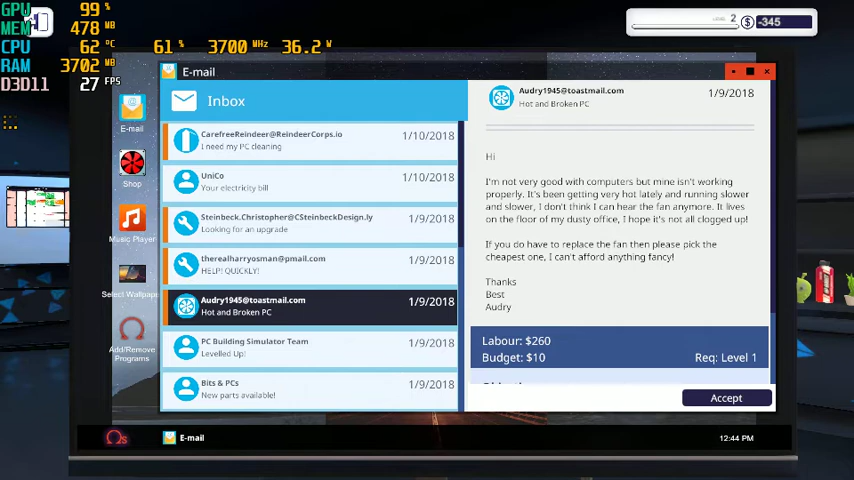 GPU 99 %
MEM 478 MB
CPU 62 °C 61 % 3700 MHz 36.2 W
RAM 3702 MB
D3D11 27 FPS
LEVEL 2
$ -345
E-mail
Shop
Music Player
Select Wallpap
Add/Remove
Programs
E-mail
Inbox
CarefreeReindeer@ReindeerCorps.io 1/10/2018
I need my PC cleaning
UniCo 1/10/2018
Your electricity bill
Steinbeck.Christopher@CSteinbeckDesign.ly 1/9/2018
Looking for an upgrade
therealharryosman@pmail.com 1/9/2018
HELP! QUICKLY!
Audry1945@toastmail.com 1/9/2018
Hot and Broken PC
PC Building Simulator Team 1/9/2018
Levelled Up!
Bits & PCs 1/9/2018
New parts available!
Audry1945@toastmail.com 1/9/2018
Hot and Broken PC
Hi
I'm not very good with computers but mine isn't working
properly. It's been getting very hot lately and running slower
and slower, I don't think I can hear the fan anymore. It lives
on the floor of my dusty office, I hope it's not all clogged up!
If you do have to replace the fan then please pick the
cheapest one, I can't afford anything fancy!
Thanks
Best
Audry
Labour: $260
Budget: $10 Req: Level 1
Accept
E-mail
12:44 PM